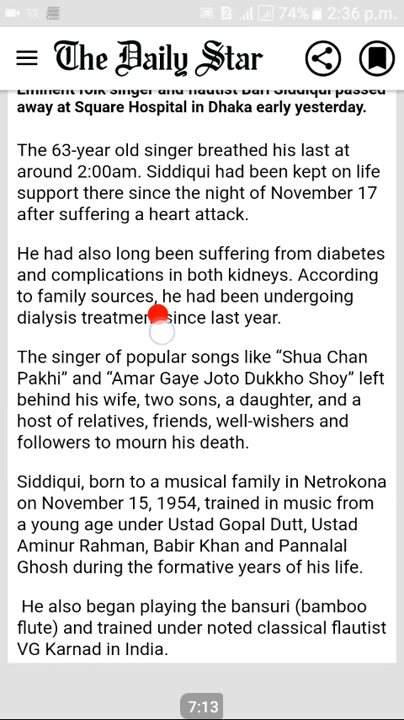 74% 2:36 p.m.
The Daily Star
Eminent folk singer and flautist Bari Siddiqui passed
away at Square Hospital in Dhaka early yesterday.
The 63-year old singer breathed his last at
around 2:00am. Siddiqui had been kept on life
support there since the night of November 17
after suffering a heart attack.
He had also long been suffering from diabetes
and complications in both kidneys. According
to family sources, he had been undergoing
dialysis treatment since last year.
The singer of popular songs like “Shua Chan
Pakhi” and “Amar Gaye Joto Dukkho Shoy” left
behind his wife, two sons, a daughter, and a
host of relatives, friends, well-wishers and
followers to mourn his death.
Siddiqui, born to a musical family in Netrokona
on November 15, 1954, trained in music from
a young age under Ustad Gopal Dutt, Ustad
Aminur Rahman, Babir Khan and Pannalal
Ghosh during the formative years of his life.
He also began playing the bansuri (bamboo
flute) and trained under noted classical flautist
VG Karnad in India.
7:13